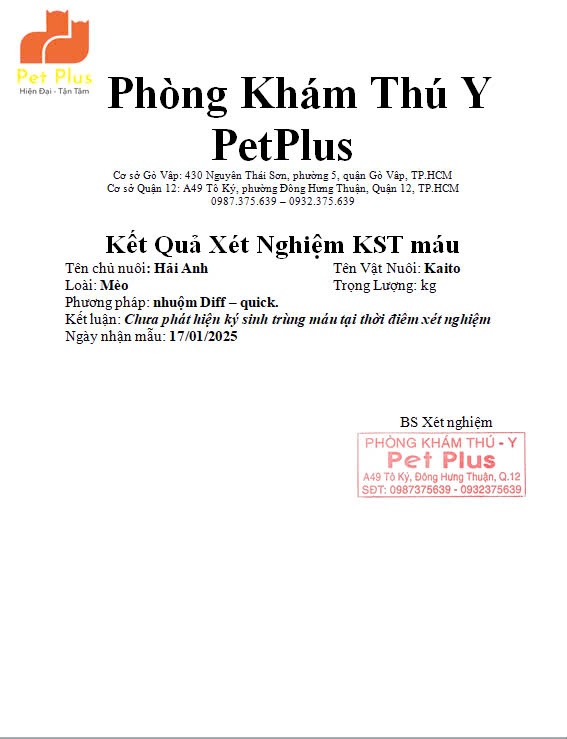 Pet Plus
Hiện Đại - Tận Tâm
Phòng Khám Thú Y
PetPlus
Cơ sở Gò Vấp: 430 Nguyễn Thái Sơn, phường 5, quận Gò Vấp, TP.HCM
Cơ sở Quận 12: A49 Tô Ký, phường Đông Hưng Thuận, Quận 12, TP.HCM
0987.375.639 – 0932.375.639
Kết Quả Xét Nghiệm KST máu
Tên chủ nuôi: Hải Anh Tên Vật Nuôi: Kaito
Loài: Mèo Trọng Lượng: kg
Phương pháp: nhuộm Diff – quick.
Kết luận: Chưa phát hiện ký sinh trùng máu tại thời điểm xét nghiệm
Ngày nhận mẫu: 17/01/2025
BS Xét nghiệm
PHÒNG KHÁM THÚ - Y
Pet Plus
A49 Tô Ký, Đông Hưng Thuận, Q.12
SĐT: 0987375639 - 0932375639